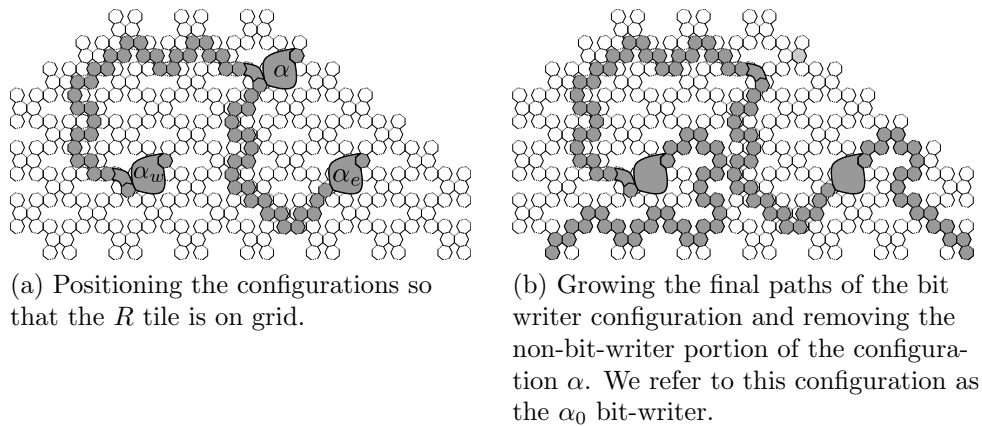 α
α_w
α_e
(a) Positioning the configurations so
that the R tile is on grid.
(b) Growing the final paths of the bit
writer configuration and removing the
non-bit-writer portion of the configura-
tion α. We refer to this configuration as
the α₀ bit-writer.